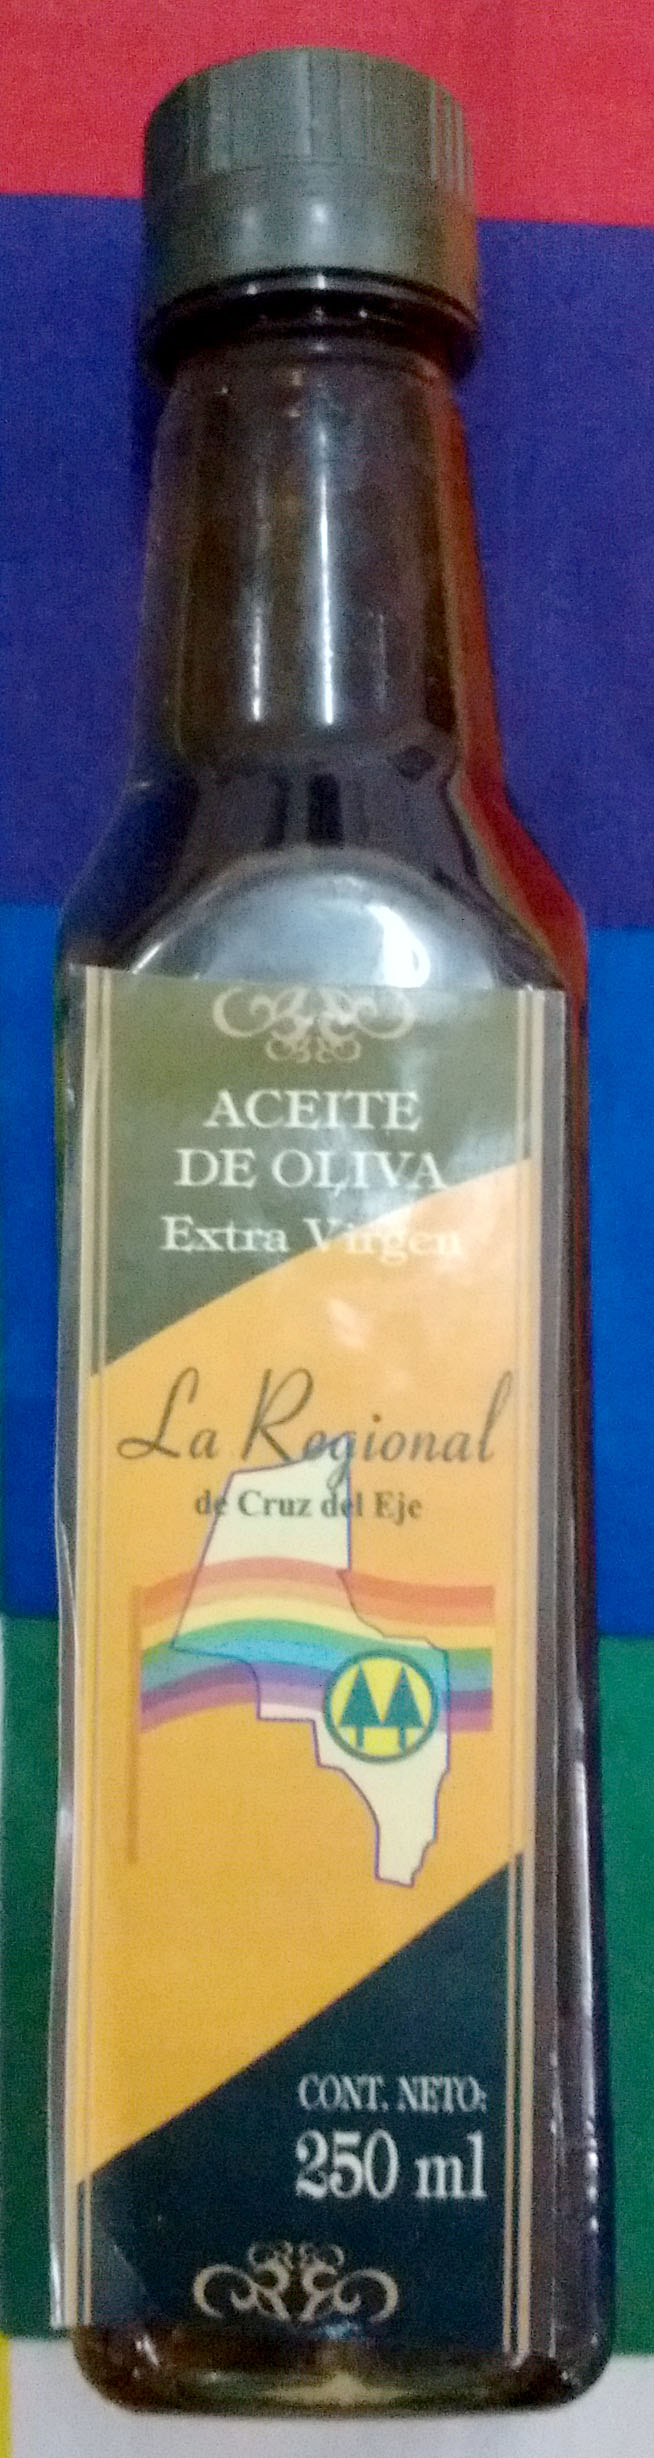 ACEITE
DE OLIVA
Extra Virgen
La Regional
de Cruz del Eje
CONT. NETO:
250 ml